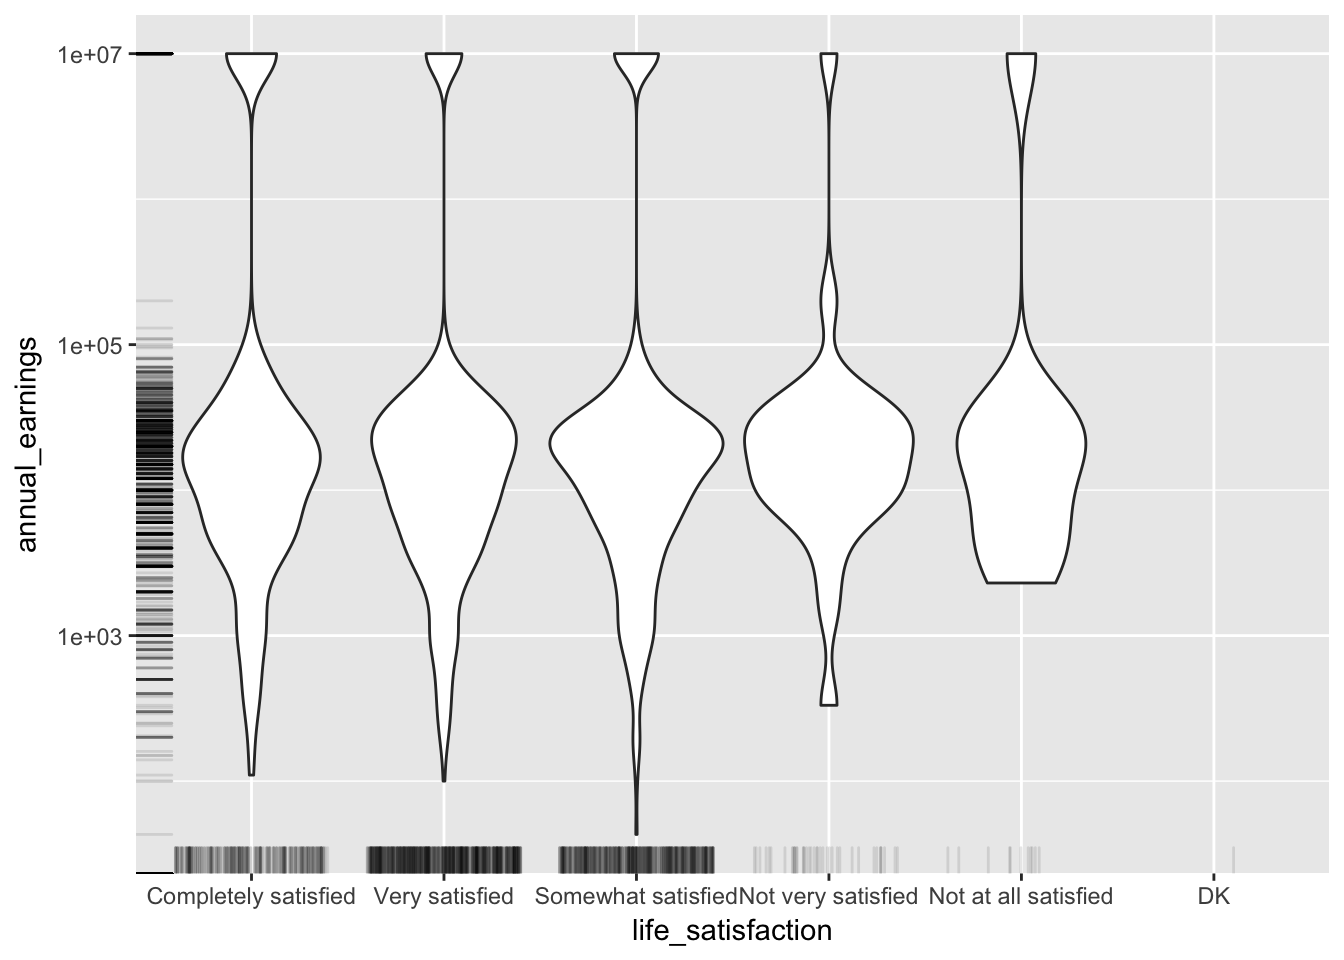 annual_earnings
1e+07
1e+05
1e+03
Completely satisfied Very satisfied Somewhat satisfied Not very satisfied Not at all satisfied DK
life_satisfaction